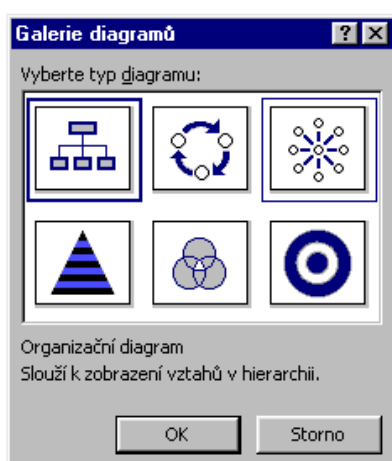 Galerie diagramů
Vyberte typ diagramu:
Organizační diagram
Slouží k zobrazení vztahů v hierarchii.
OK
Storno